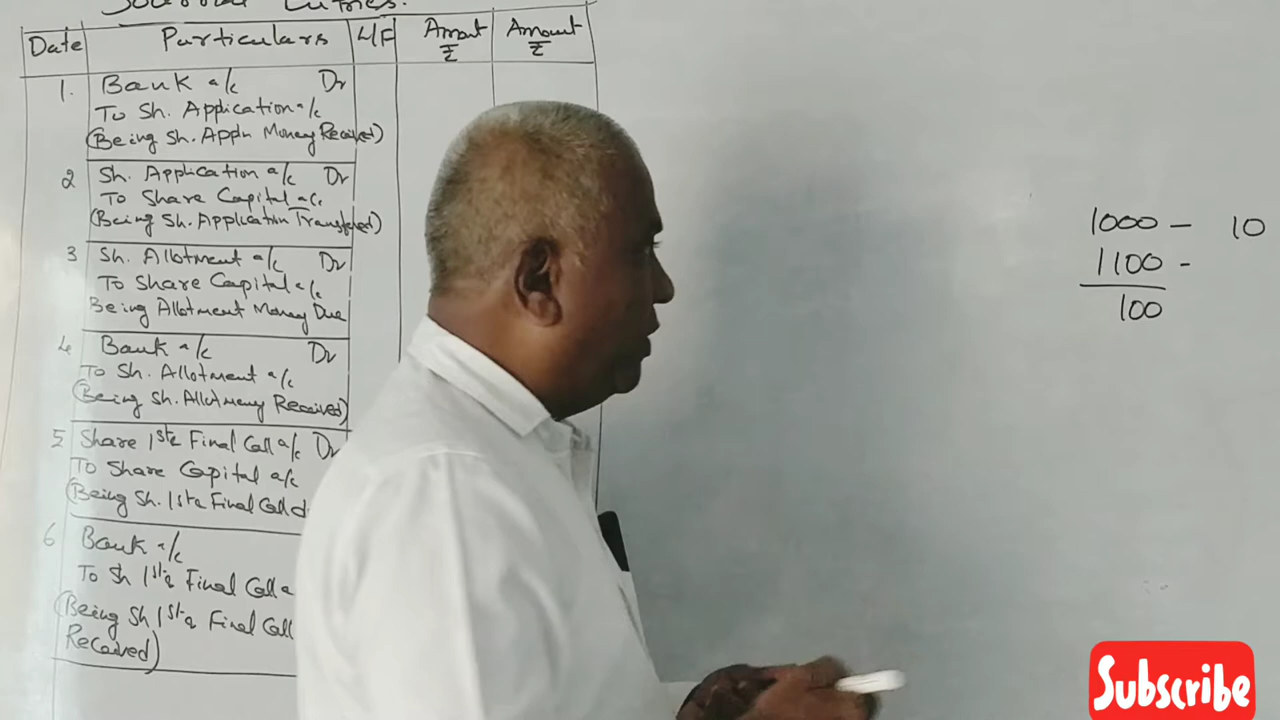 Journal Entries.
Date Particulars L/F Amount ₹ Amount ₹
1. Bank a/c Dr
To Sh. Application a/c
(Being Sh. Appln Money Received)
2 Sh. Application a/c Dr
To Share Capital a/c
(Being Sh. Application Transferred)
3 Sh. Allotment a/c Dr
To Share Capital a/c
Being Allotment Money Due
4 Bank a/c Dr
To Sh. Allotment a/c
(Being Sh. Allotmeny Received)
5 Share 1st & Final Call a/c Dr
To Share Capital a/c
(Being Sh. 1st & Final Call d
6 Bank a/c
To Sh 1st & Final Call a
(Being Sh 1st & Final Call
Received)
1000 – 10
1100 -
100
Subscribe